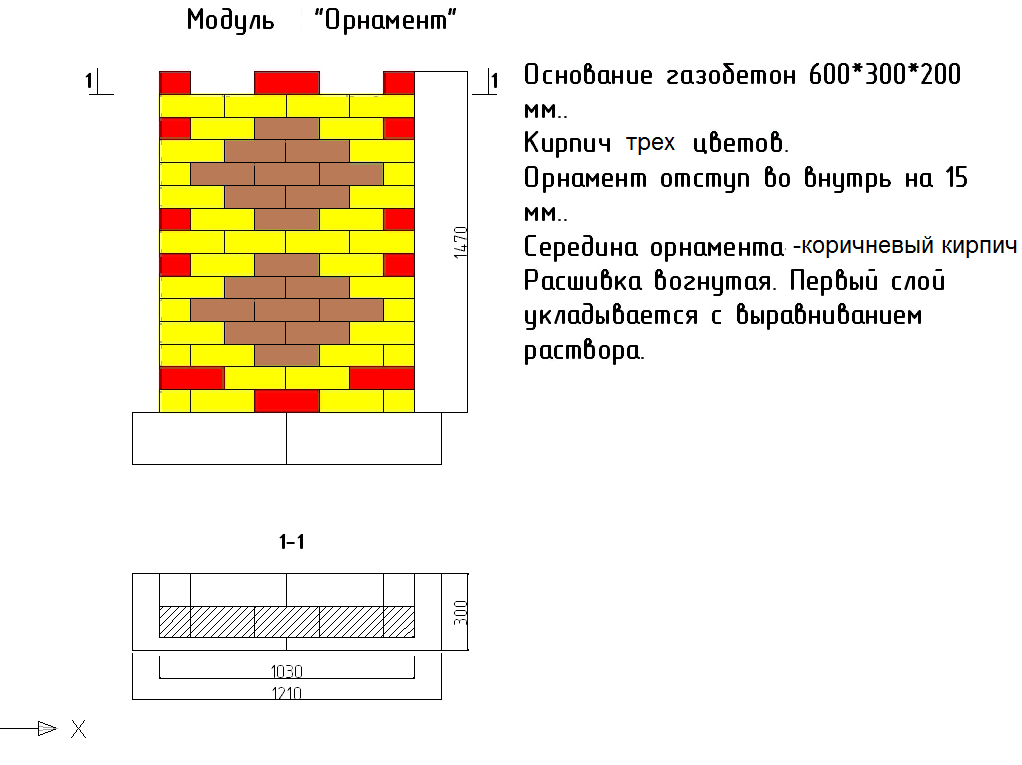 Модуль "Орнамент"
1 1
Основание газобетон 600*300*200
мм..
Кирпич трех цветов.
Орнамент отступ во внутрь на 15
мм..
Середина орнамента -коричневый кирпич
Расшивка вогнутая. Первый слой
укладывается с выравниванием
раствора.
1470
1-1
300
1030
1210
X